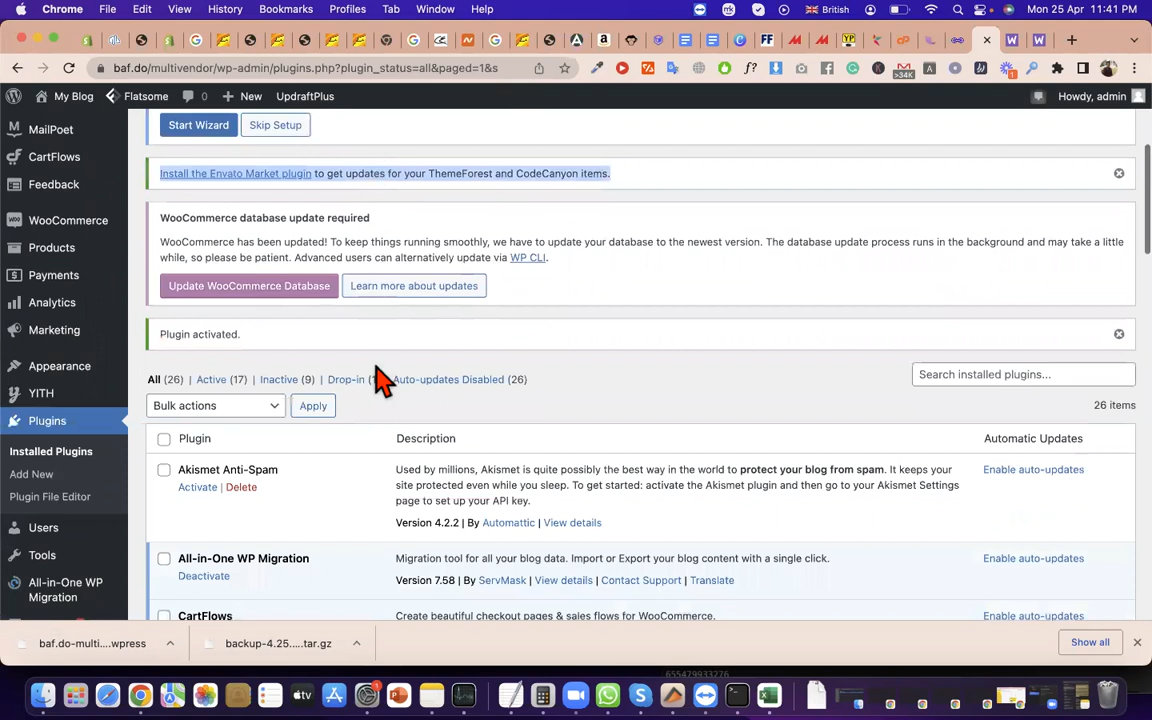 Chrome File Edit View History Bookmarks Profiles Tab Window Help British Mon 25 Apr 11:41 PM
baf.do/multivendor/wp-admin/plugins.php?plugin_status=all&paged=1&s
My Blog Flatsome 0 New UpdraftPlus Howdy, admin
MailPoet
CartFlows
Feedback
WooCommerce
Products
Payments
Analytics
Marketing
Appearance
YITH
Plugins
Installed Plugins
Add New
Plugin File Editor
Users
Tools
All-in-One WP
Migration
Start Wizard Skip Setup
Install the Envato Market plugin to get updates for your ThemeForest and CodeCanyon items.
WooCommerce database update required
WooCommerce has been updated! To keep things running smoothly, we have to update your database to the newest version. The database update process runs in the background and may take a little
while, so please be patient. Advanced users can alternatively update via WP CLI.
Update WooCommerce Database Learn more about updates
Plugin activated.
All (26) | Active (17) | Inactive (9) | Drop-in Auto-updates Disabled (26)
Search installed plugins...
Bulk actions Apply 26 items
Plugin Description Automatic Updates
Akismet Anti-Spam Used by millions, Akismet is quite possibly the best way in the world to protect your blog from spam. It keeps your Enable auto-updates
Activate | Delete site protected even while you sleep. To get started: activate the Akismet plugin and then go to your Akismet Settings
page to set up your API key.
Version 4.2.2 | By Automattic | View details
All-in-One WP Migration Migration tool for all your blog data. Import or Export your blog content with a single click. Enable auto-updates
Deactivate Version 7.58 | By ServMask | View details | Contact Support | Translate
CartFlows Create beautiful checkout pages & sales flows for WooCommerce. Enable auto-updates
baf.do-multi....wpress backup-4.25.....tar.gz Show all
655479933276